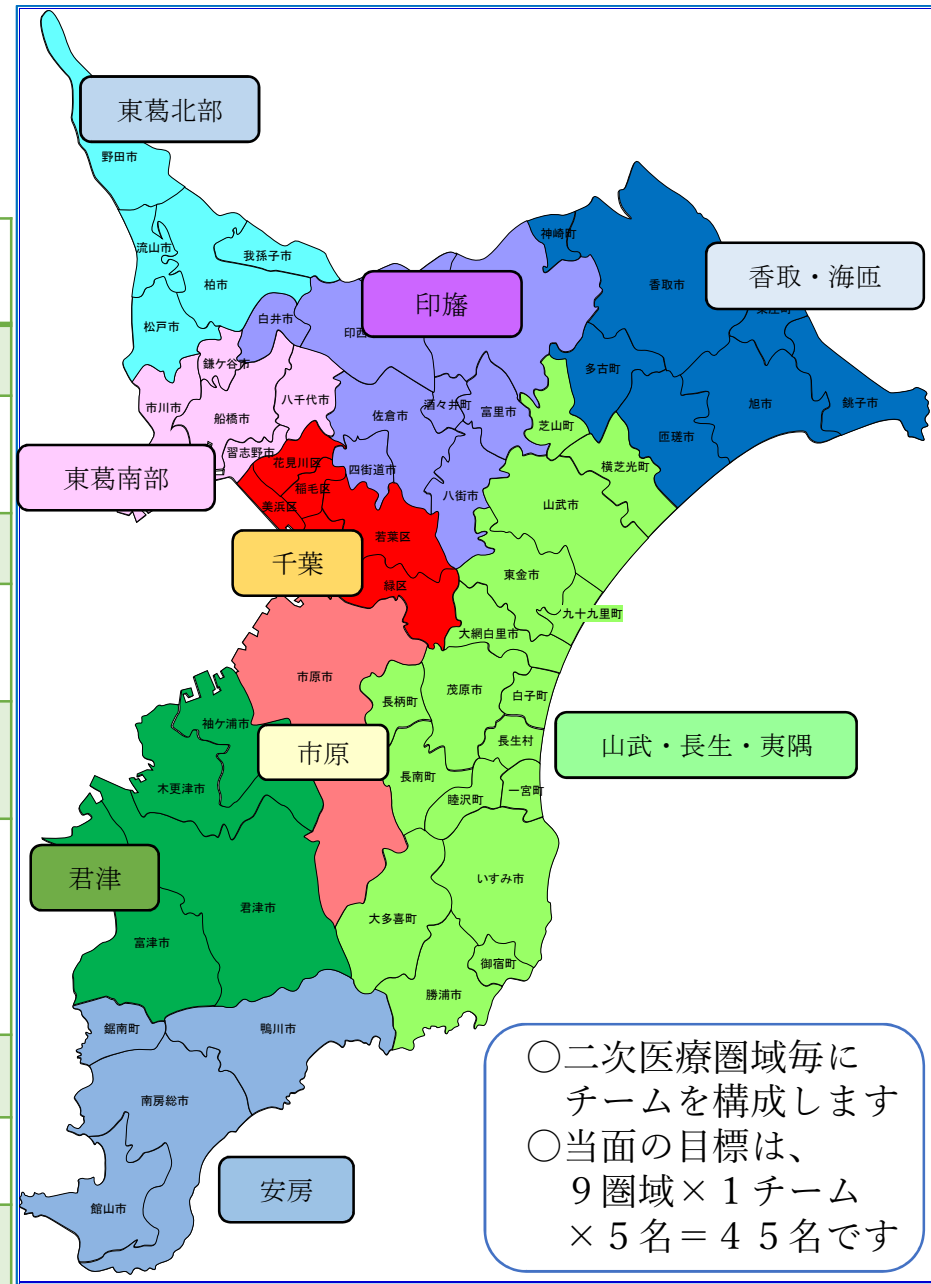 東葛北部
野田市
流山市
我孫子市
柏市
松戸市
神崎町
香取市
香取・海匝
印旛
白井市
印西
鎌ケ谷市
市川市
船橋市
八千代市
習志野市
佐倉市
酒々井町
富里市
多古町
旭市
銚子市
匝瑳市
芝山町
横芝光町
東葛南部
花見川区
稲毛区
美浜区
四街道市
八街市
山武市
若葉区
千葉
緑区
東金市
九十九里町
大網白里市
市原市
長柄町
茂原市
白子町
袖ケ浦市
市原
長生村
山武・長生・夷隅
木更津市
長南町
睦沢町
一宮町
君津
君津市
富津市
いすみ市
大多喜町
御宿町
勝浦市
鋸南町
鴨川市
南房総市
館山市
安房
○二次医療圏域毎に
チームを構成します
○当面の目標は、
９圏域×１チーム
×５名＝４５名です